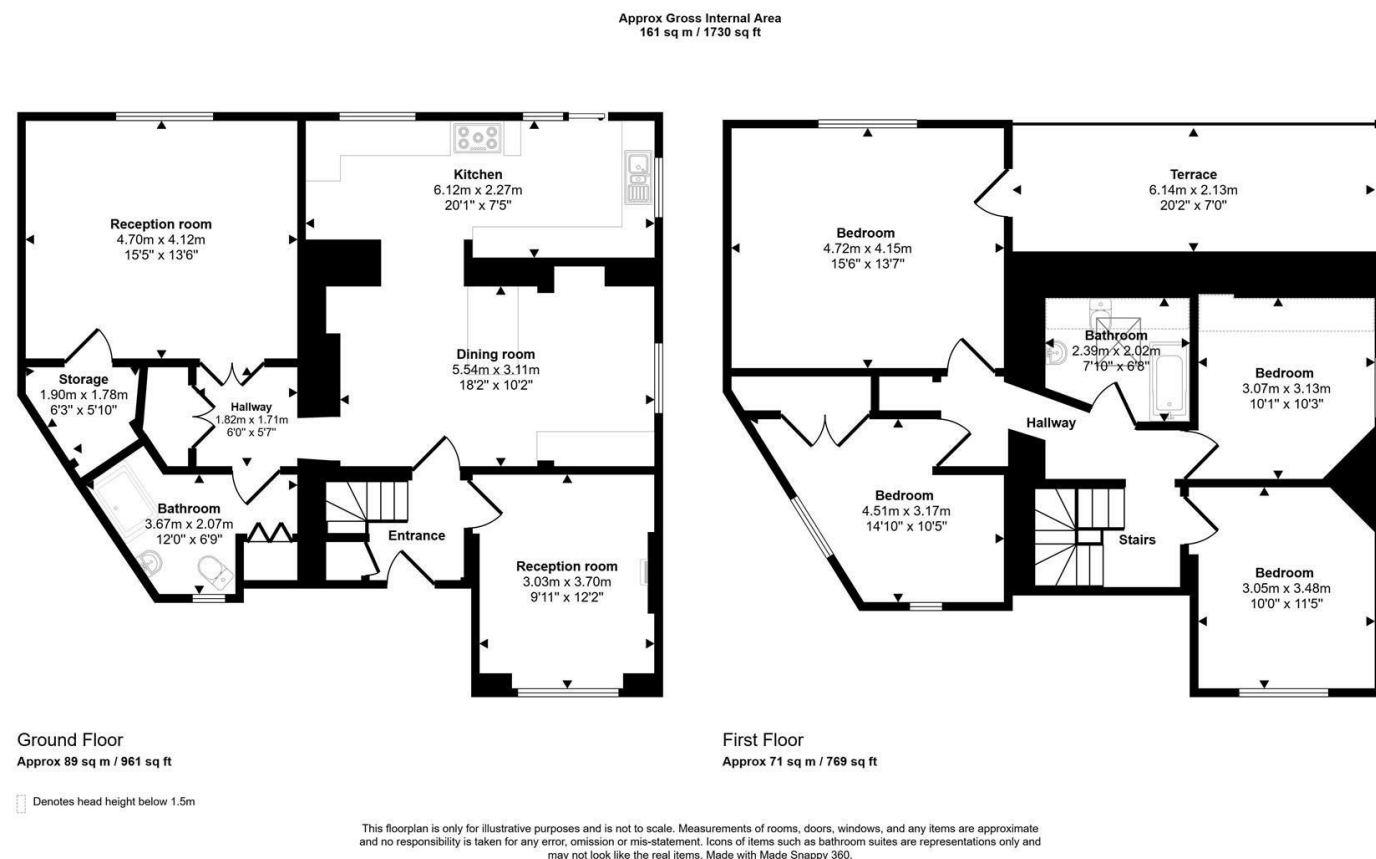 Approx Gross Internal Area
161 sq m / 1730 sq ft
Reception room
4.70m x 4.12m
15'5" x 13'6"
Kitchen
6.12m x 2.27m
20'1" x 7'5"
Dining room
5.54m x 3.11m
18'2" x 10'2"
Storage
1.90m x 1.78m
6'3" x 5'10"
Hallway
1.82m x 1.71m
6'0" x 5'7"
Bathroom
3.67m x 2.07m
12'0" x 6'9"
Entrance
Reception room
3.03m x 3.70m
9'11" x 12'2"
Ground Floor
Approx 89 sq m / 961 sq ft
Denotes head height below 1.5m
Bedroom
4.72m x 4.15m
15'6" x 13'7"
Terrace
6.14m x 2.13m
20'2" x 7'0"
Bathroom
2.39m x 2.02m
7'10" x 6'8"
Bedroom
3.07m x 3.13m
10'1" x 10'3"
Hallway
Bedroom
4.51m x 3.17m
14'10" x 10'5"
Stairs
Bedroom
3.05m x 3.48m
10'0" x 11'5"
First Floor
Approx 71 sq m / 769 sq ft
This floorplan is only for illustrative purposes and is not to scale. Measurements of rooms, doors, windows, and any items are approximate
and no responsibility is taken for any error, omission or mis-statement. Icons of items such as bathroom suites are representations only and
may not look like the real items. Made with Made Snappy 360.